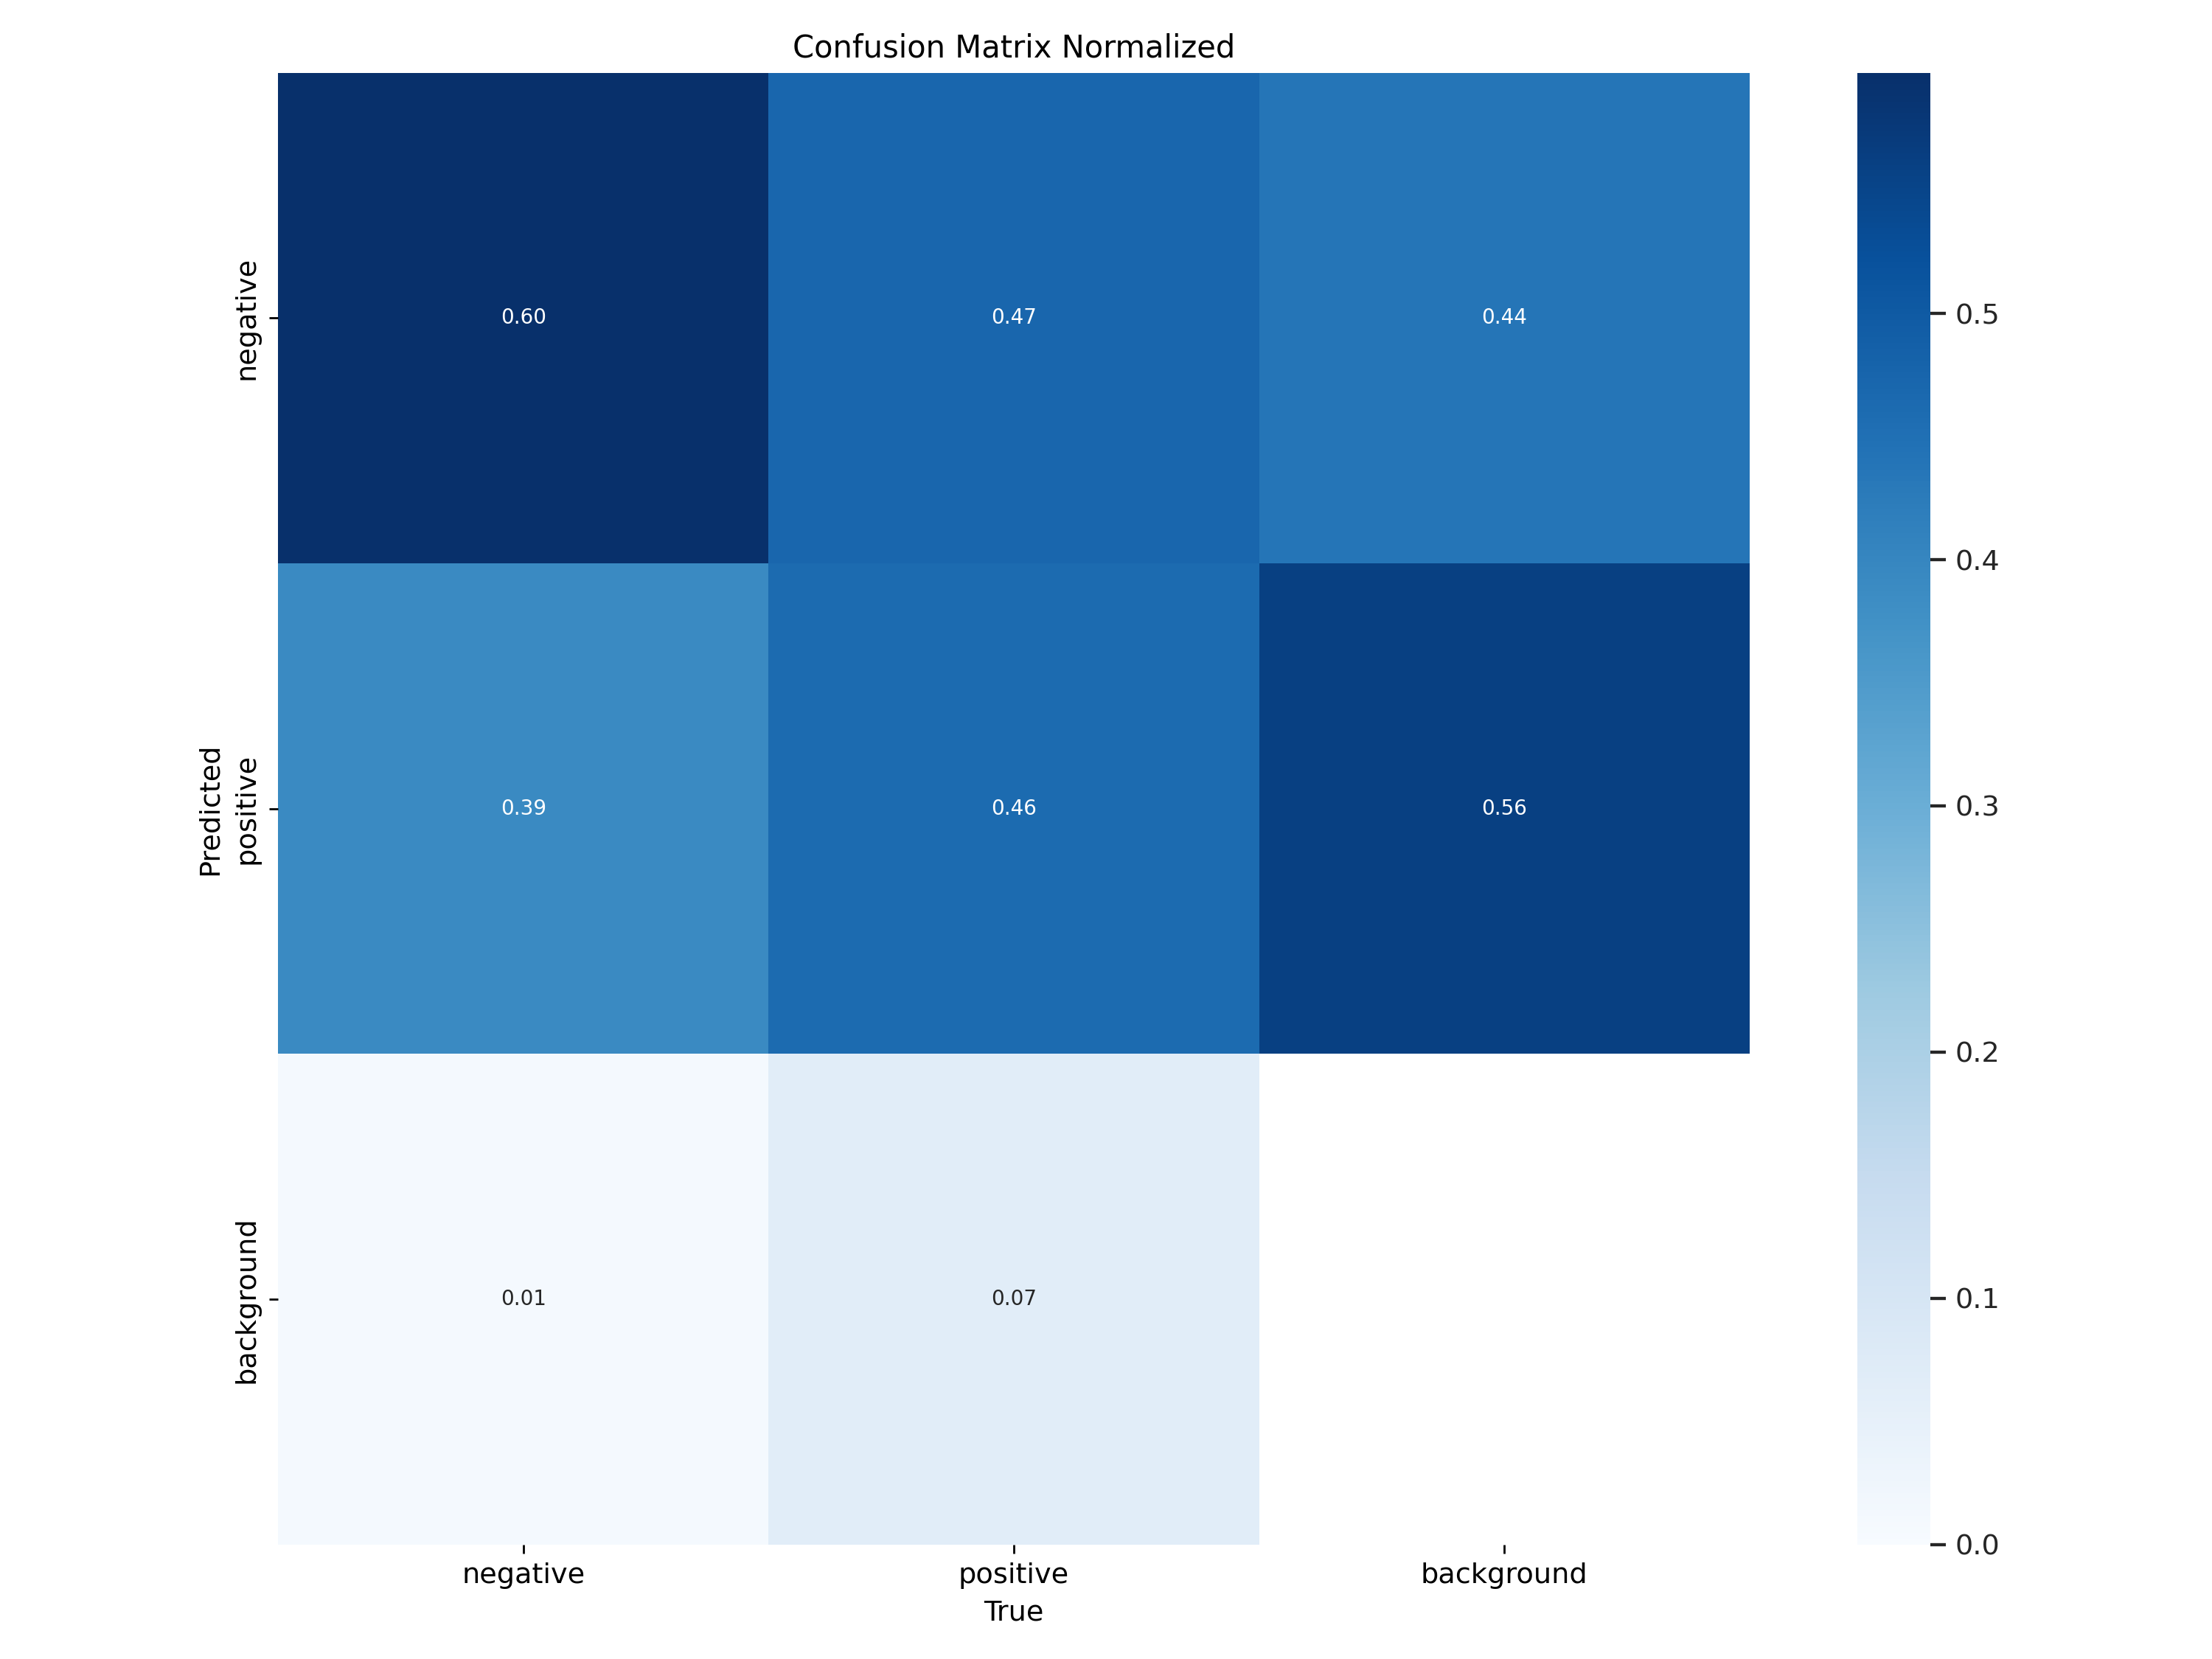 Confusion Matrix Normalized
negative
0.60
0.47
0.44
0.5
0.4
Predicted
positive
0.39
0.46
0.56
0.3
0.2
background
0.01
0.07
0.1
0.0
negative
positive
background
True